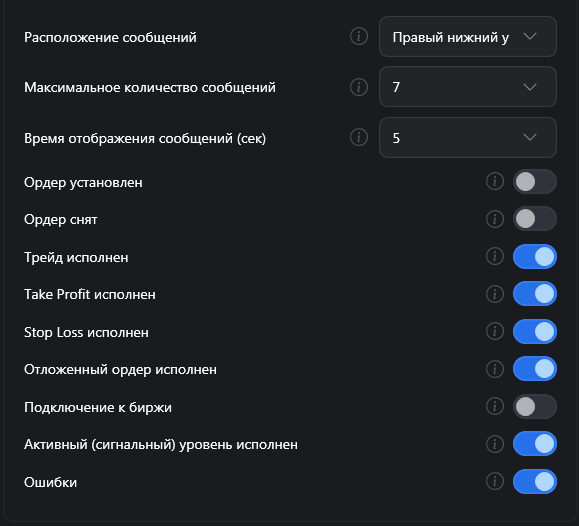 Расположение сообщений Правый нижний у
Максимальное количество сообщений 7
Время отображения сообщений (сек) 5
Ордер установлен
Ордер снят
Трейд исполнен
Take Profit исполнен
Stop Loss исполнен
Отложенный ордер исполнен
Подключение к биржи
Активный (сигнальный) уровень исполнен
Ошибки